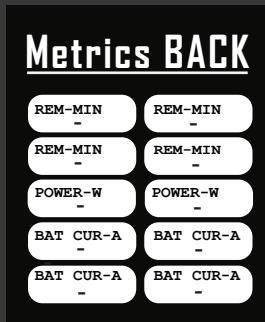 Metrics BACK
REM-MIN REM-MIN
- -
REM-MIN REM-MIN
- -
POWER-W POWER-W
- -
BAT CUR-A BAT CUR-A
- -
BAT CUR-A BAT CUR-A
- -